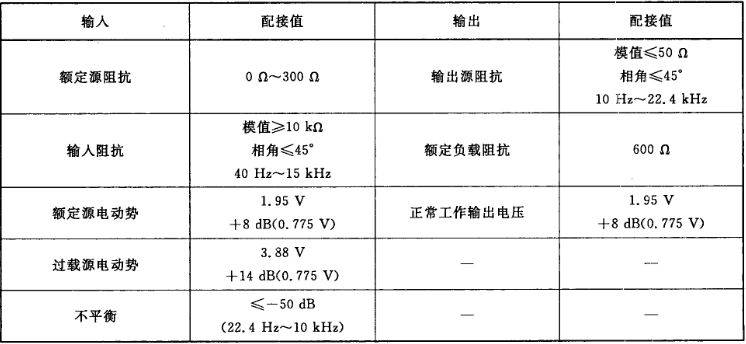 输入 配接值 输出 配接值
额定源阻抗 0 Ω～300 Ω 输出源阻抗 模值≤50 Ω
相角≤45°
10 Hz～22.4 kHz
输入阻抗 模值≥10 kΩ
相角≤45°
40 Hz～15 kHz 额定负载阻抗 600 Ω
额定源电动势 1.95 V
+8 dB(0.775 V) 正常工作输出电压 1.95 V
+8 dB(0.775 V)
过载源电动势 3.88 V
+14 dB(0.775 V) — —
不平衡 ≤−50 dB
(22.4 Hz～10 kHz) — —